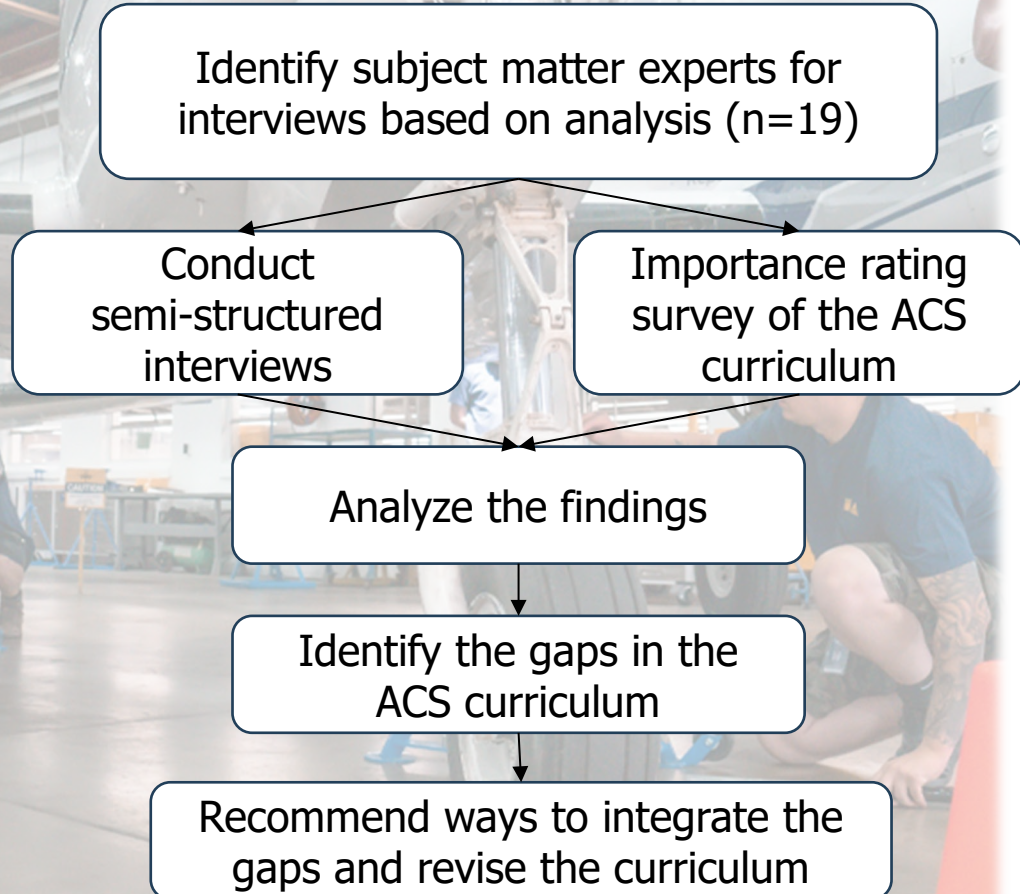 Identify subject matter experts for
interviews based on analysis (n=19)
Conduct
semi-structured
interviews
Importance rating
survey of the ACS
curriculum
Analyze the findings
Identify the gaps in the
ACS curriculum
Recommend ways to integrate the
gaps and revise the curriculum
CAUTION